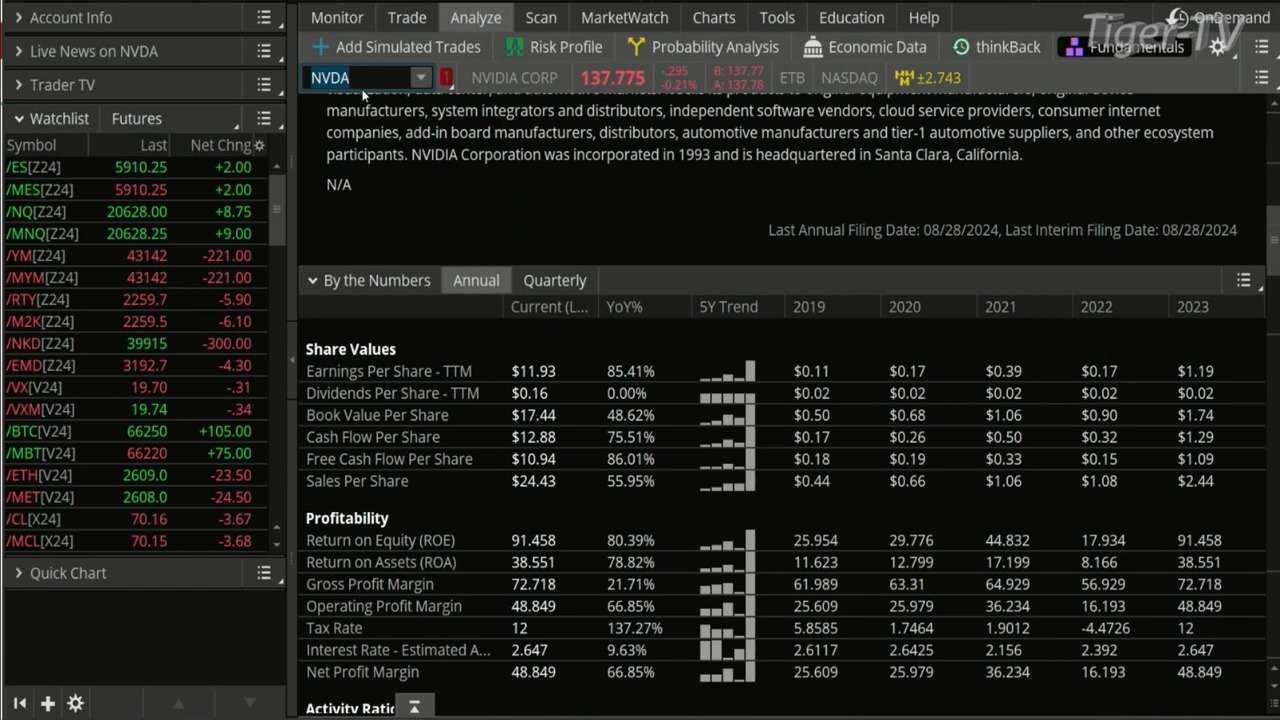 Account Info
Live News on NVDA
Trader TV
Watchlist Futures
Symbol Last Net Chng
/ES[Z24] 5910.25 +2.00
/MES[Z24] 5910.25 +2.00
/NQ[Z24] 20628.00 +8.75
/MNQ[Z24] 20628.25 +9.00
/YM[Z24] 43142 -221.00
/MYM[Z24] 43142 -221.00
/RTY[Z24] 2259.7 -5.90
/M2K[Z24] 2259.5 -6.10
/NKD[Z24] 39915 -300.00
/EMD[Z24] 3192.7 -4.30
/VX[V24] 19.70 -.31
/VXM[V24] 19.74 -.34
/BTC[V24] 66250 +105.00
/MBT[V24] 66220 +75.00
/ETH[V24] 2609.0 -23.50
/MET[V24] 2608.0 -24.50
/CL[X24] 70.16 -3.67
/MCL[X24] 70.15 -3.68
Quick Chart
Monitor Trade Analyze Scan MarketWatch Charts Tools Education Help OnDemand
Tiger-TV
Add Simulated Trades Risk Profile Probability Analysis Economic Data thinkBack Fundamentals
NVDA 1 NVIDIA CORP 137.775 -.295 -0.21% B: 137.77 A: 137.78 ETB NASDAQ ±2.743
manufacturers, system integrators and distributors, independent software vendors, cloud service providers, consumer internet
companies, add-in board manufacturers, distributors, automotive manufacturers and tier-1 automotive suppliers, and other ecosystem
participants. NVIDIA Corporation was incorporated in 1993 and is headquartered in Santa Clara, California.
N/A
Last Annual Filing Date: 08/28/2024, Last Interim Filing Date: 08/28/2024
By the Numbers Annual Quarterly
Current (L... YoY% 5Y Trend 2019 2020 2021 2022 2023
Share Values
Earnings Per Share - TTM $11.93 85.41% $0.11 $0.17 $0.39 $0.17 $1.19
Dividends Per Share - TTM $0.16 0.00% $0.02 $0.02 $0.02 $0.02 $0.02
Book Value Per Share $17.44 48.62% $0.50 $0.68 $1.06 $0.90 $1.74
Cash Flow Per Share $12.88 75.51% $0.17 $0.26 $0.50 $0.32 $1.29
Free Cash Flow Per Share $10.94 86.01% $0.18 $0.19 $0.33 $0.15 $1.09
Sales Per Share $24.43 55.95% $0.44 $0.66 $1.06 $1.08 $2.44
Profitability
Return on Equity (ROE) 91.458 80.39% 25.954 29.776 44.832 17.934 91.458
Return on Assets (ROA) 38.551 78.82% 11.623 12.799 17.199 8.166 38.551
Gross Profit Margin 72.718 21.71% 61.989 63.31 64.929 56.929 72.718
Operating Profit Margin 48.849 66.85% 25.609 25.979 36.234 16.193 48.849
Tax Rate 12 137.27% 5.8585 1.7464 1.9012 -4.4726 12
Interest Rate - Estimated A... 2.647 9.63% 2.6117 2.6425 2.156 2.392 2.647
Net Profit Margin 48.849 66.85% 25.609 25.979 36.234 16.193 48.849